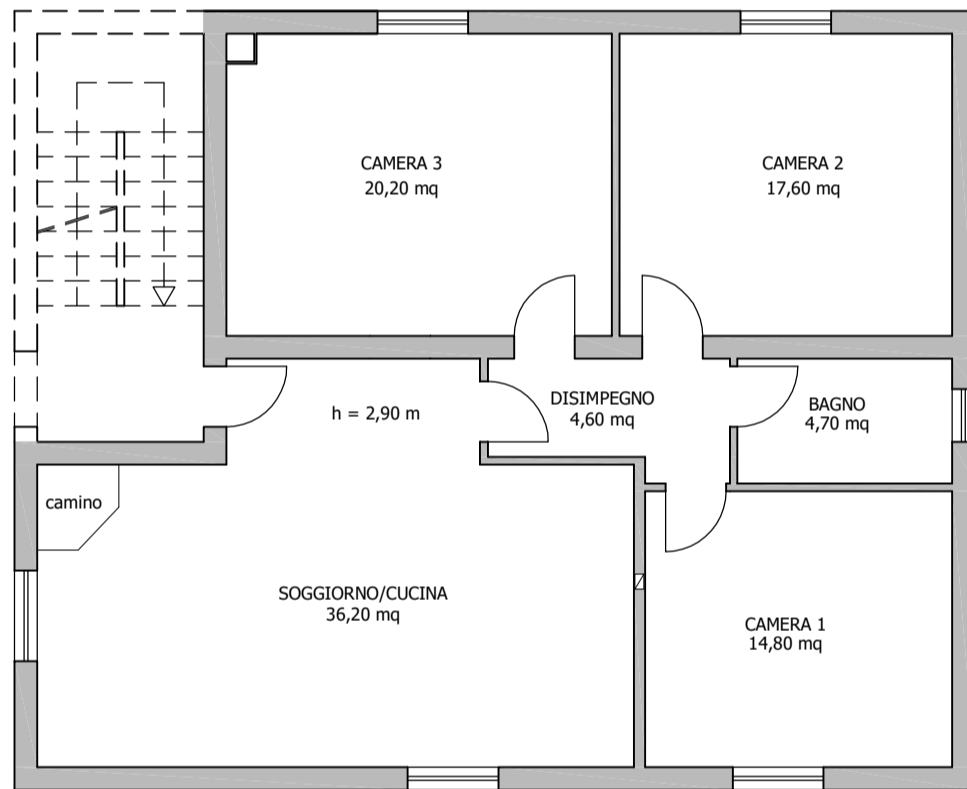 CAMERA 3
20,20 mq
CAMERA 2
17,60 mq
h = 2,90 m
DISIMPEGNO
4,60 mq
BAGNO
4,70 mq
camino
SOGGIORNO/CUCINA
36,20 mq
CAMERA 1
14,80 mq